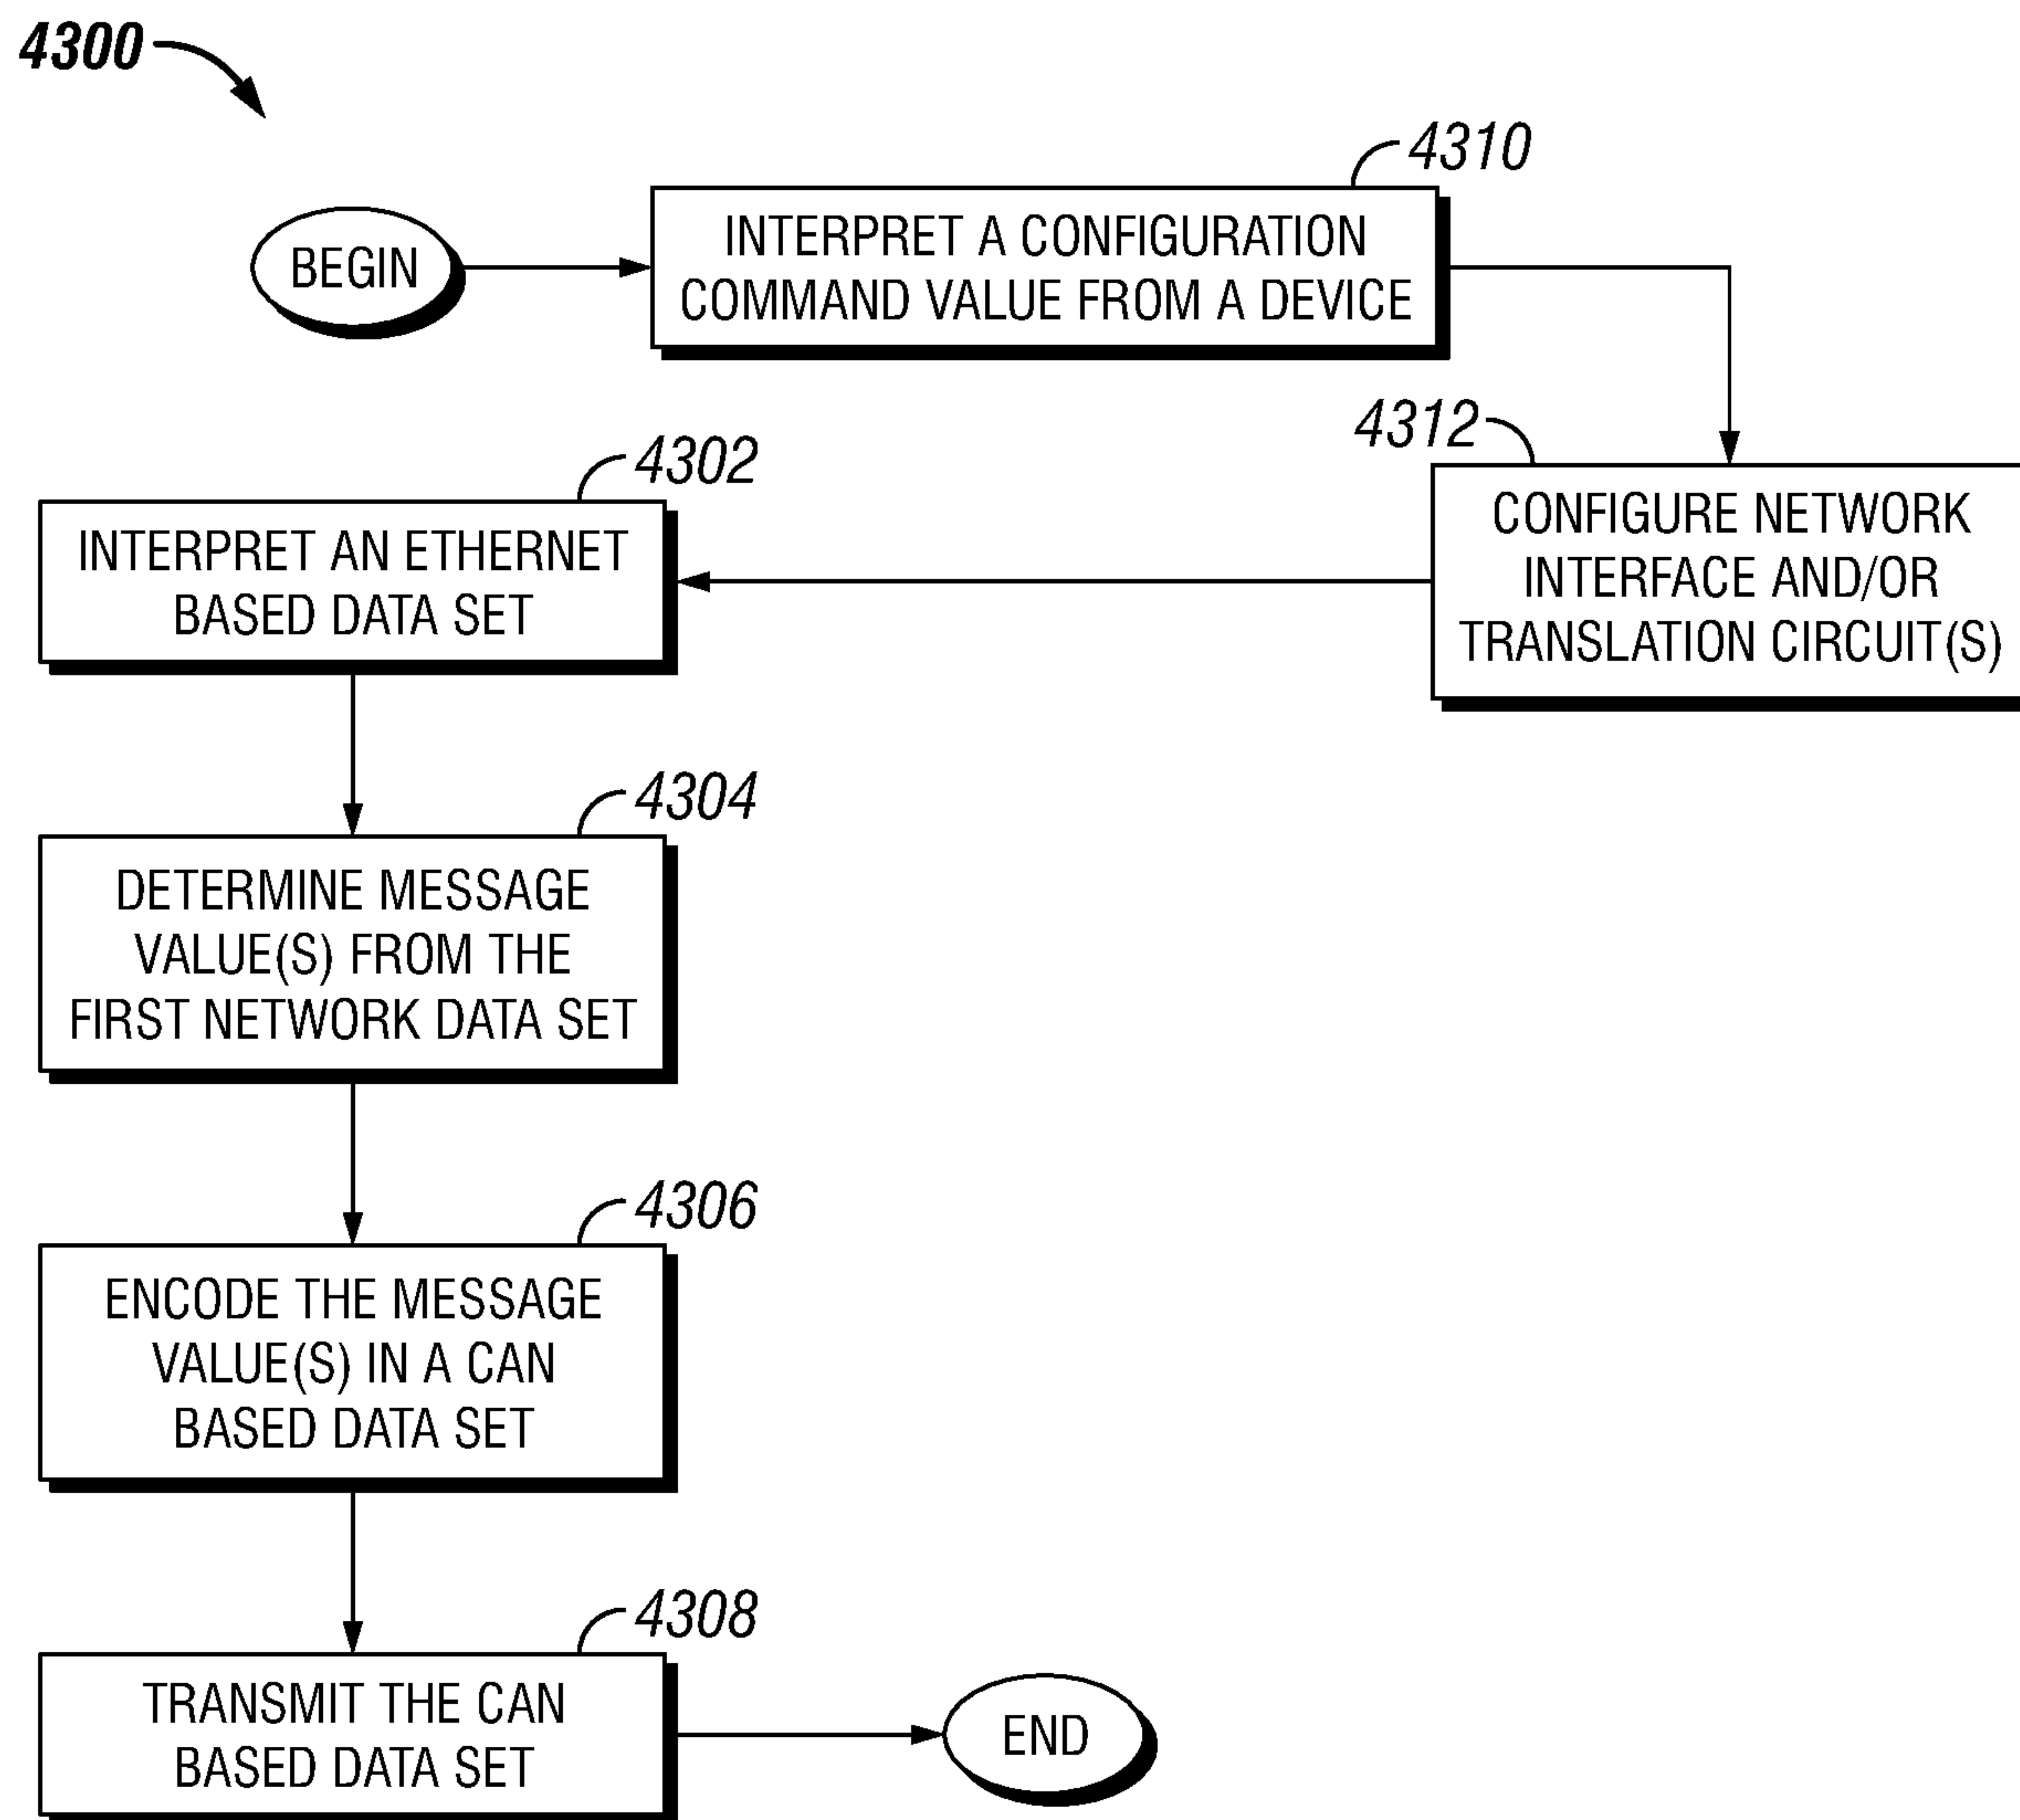 4300
4310
BEGIN
INTERPRET A CONFIGURATION
COMMAND VALUE FROM A DEVICE
4312
CONFIGURE NETWORK
INTERFACE AND/OR
TRANSLATION CIRCUIT(S)
4302
INTERPRET AN ETHERNET
BASED DATA SET
4304
DETERMINE MESSAGE
VALUE(S) FROM THE
FIRST NETWORK DATA SET
4306
ENCODE THE MESSAGE
VALUE(S) IN A CAN
BASED DATA SET
4308
TRANSMIT THE CAN
BASED DATA SET
END